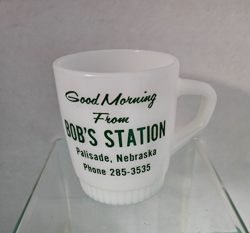 Good Morning
From
BOB'S STATION
Palisade, Nebraska
Phone 285-3535